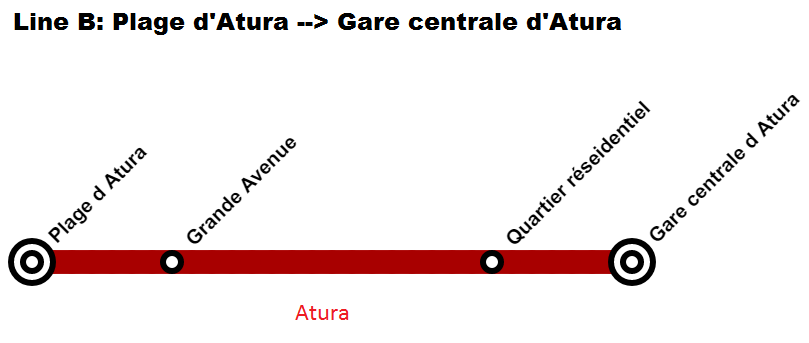 Line B: Plage d'Atura --> Gare centrale d'Atura
Plage d Atura
Grande Avenue
Quartier réseidentiel
Gare centrale d Atura
Atura